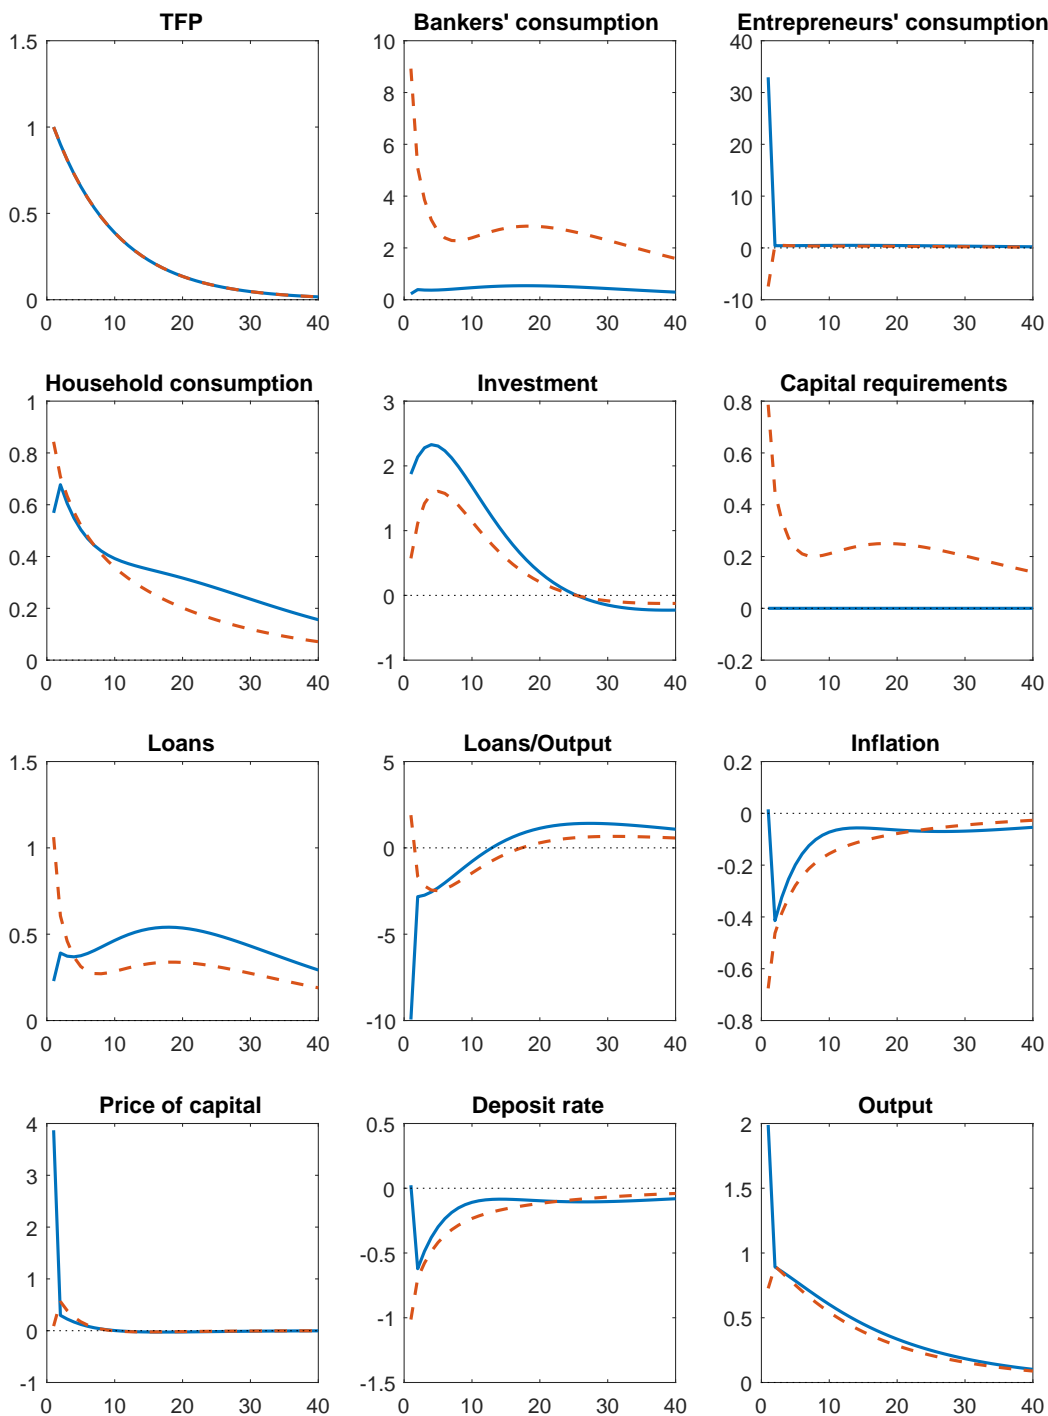 TFP Bankers' consumption Entrepreneurs' consumption
1.5 10 40
8 30
1 6 20
4 10
0.5 2 0
0 0 -10
0 10 20 30 40 0 10 20 30 40 0 10 20 30 40
Household consumption Investment Capital requirements
1 3 0.8
0.8 2 0.6
0.6 1 0.4
0.4 0 0.2
0.2 0
0 -1 -0.2
0 10 20 30 40 0 10 20 30 40 0 10 20 30 40
Loans Loans/Output Inflation
1.5 5 0.2
1 0 0
-0.2
0.5 -5 -0.4
-0.6
0 -10 -0.8
0 10 20 30 40 0 10 20 30 40 0 10 20 30 40
Price of capital Deposit rate Output
4 0.5 2
3 0 1.5
2 -0.5 1
1
0 -1 0.5
-1 -1.5 0
0 10 20 30 40 0 10 20 30 40 0 10 20 30 40